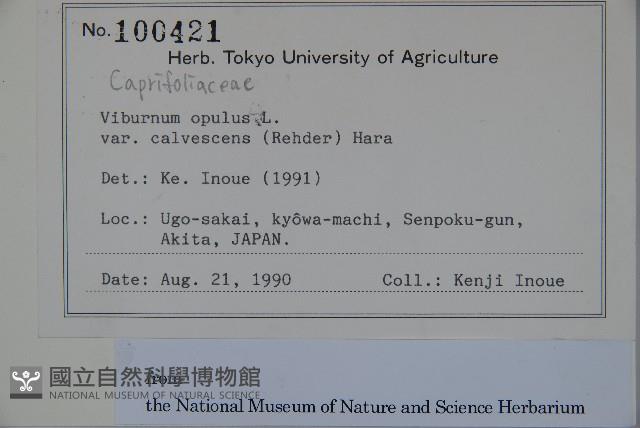 No. 100421
Herb. Tokyo University of Agriculture
Caprifoliaceae
Viburnum opulus L.
var. calvescens (Rehder) Hara
Det.: Ke. Inoue (1991)
Loc.: Ugo-sakai, kyôwa-machi, Senpoku-gun,
Akita, JAPAN.
Date: Aug. 21, 1990 Coll.: Kenji Inoue
國立自然科學博物館
NATIONAL MUSEUM OF NATURAL SCIENCE
from
the National Museum of Nature and Science Herbarium